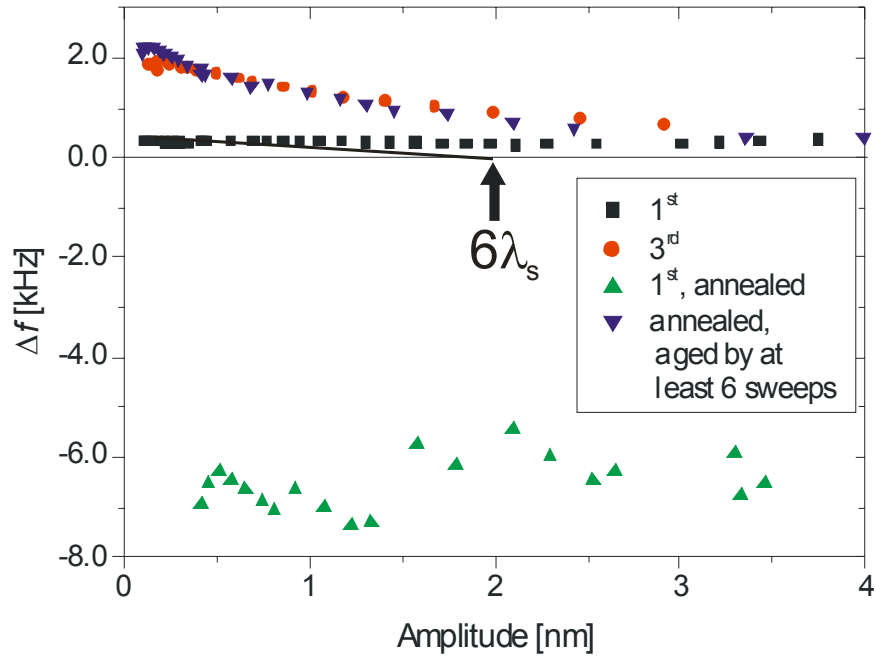 2.0
0.0
-2.0
-4.0
-6.0
-8.0
Δf [kHz]
6λs
1st
3rd
1st, annealed
annealed,
aged by at
least 6 sweeps
0 1 2 3 4
Amplitude [nm]